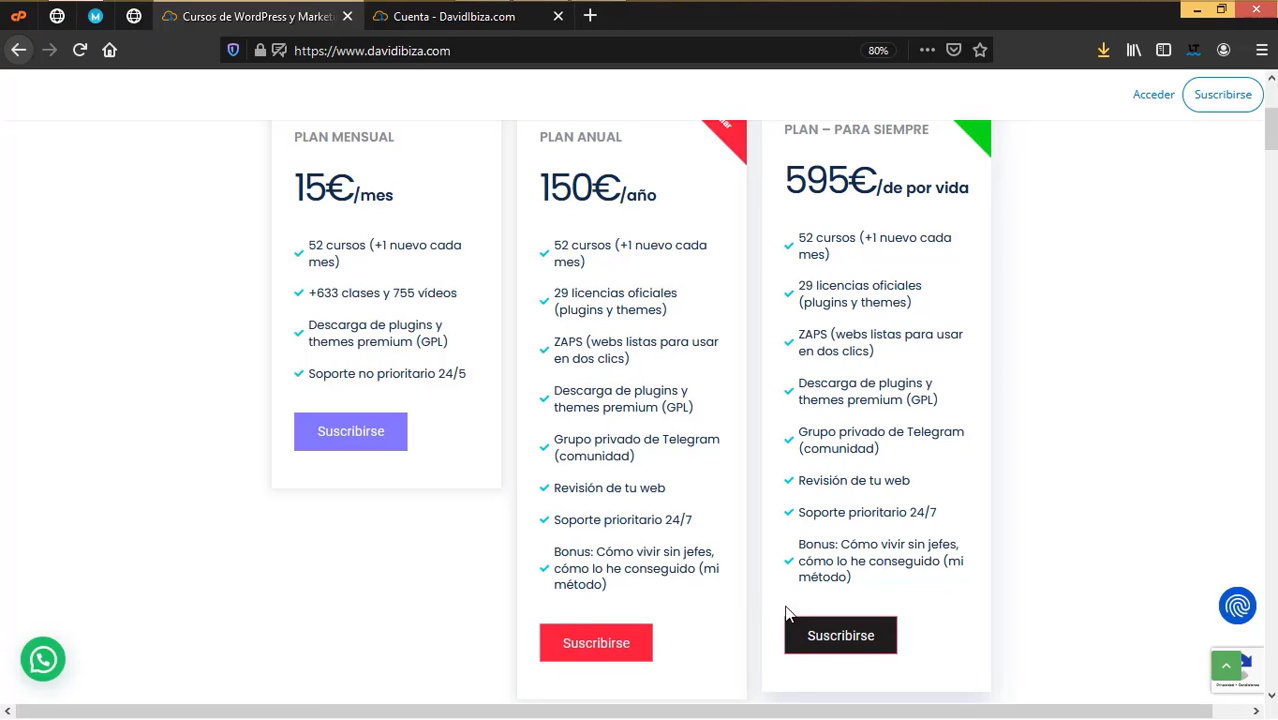 Cursos de WordPress y Market
Cuenta - DavidIbiza.com
https://www.davidibiza.com
80%
Acceder
Suscribirse
PLAN MENSUAL
15€/mes
52 cursos (+1 nuevo cada
mes)
+633 clases y 755 vídeos
Descarga de plugins y
themes premium (GPL)
Soporte no prioritario 24/5
Suscribirse
PLAN ANUAL
150€/año
52 cursos (+1 nuevo cada
mes)
29 licencias oficiales
(plugins y themes)
ZAPS (webs listas para usar
en dos clics)
Descarga de plugins y
themes premium (GPL)
Grupo privado de Telegram
(comunidad)
Revisión de tu web
Soporte prioritario 24/7
Bonus: Cómo vivir sin jefes,
cómo lo he conseguido (mi
método)
Suscribirse
PLAN – PARA SIEMPRE
595€/de por vida
52 cursos (+1 nuevo cada
mes)
29 licencias oficiales
(plugins y themes)
ZAPS (webs listas para usar
en dos clics)
Descarga de plugins y
themes premium (GPL)
Grupo privado de Telegram
(comunidad)
Revisión de tu web
Soporte prioritario 24/7
Bonus: Cómo vivir sin jefes,
cómo lo he conseguido (mi
método)
Suscribirse